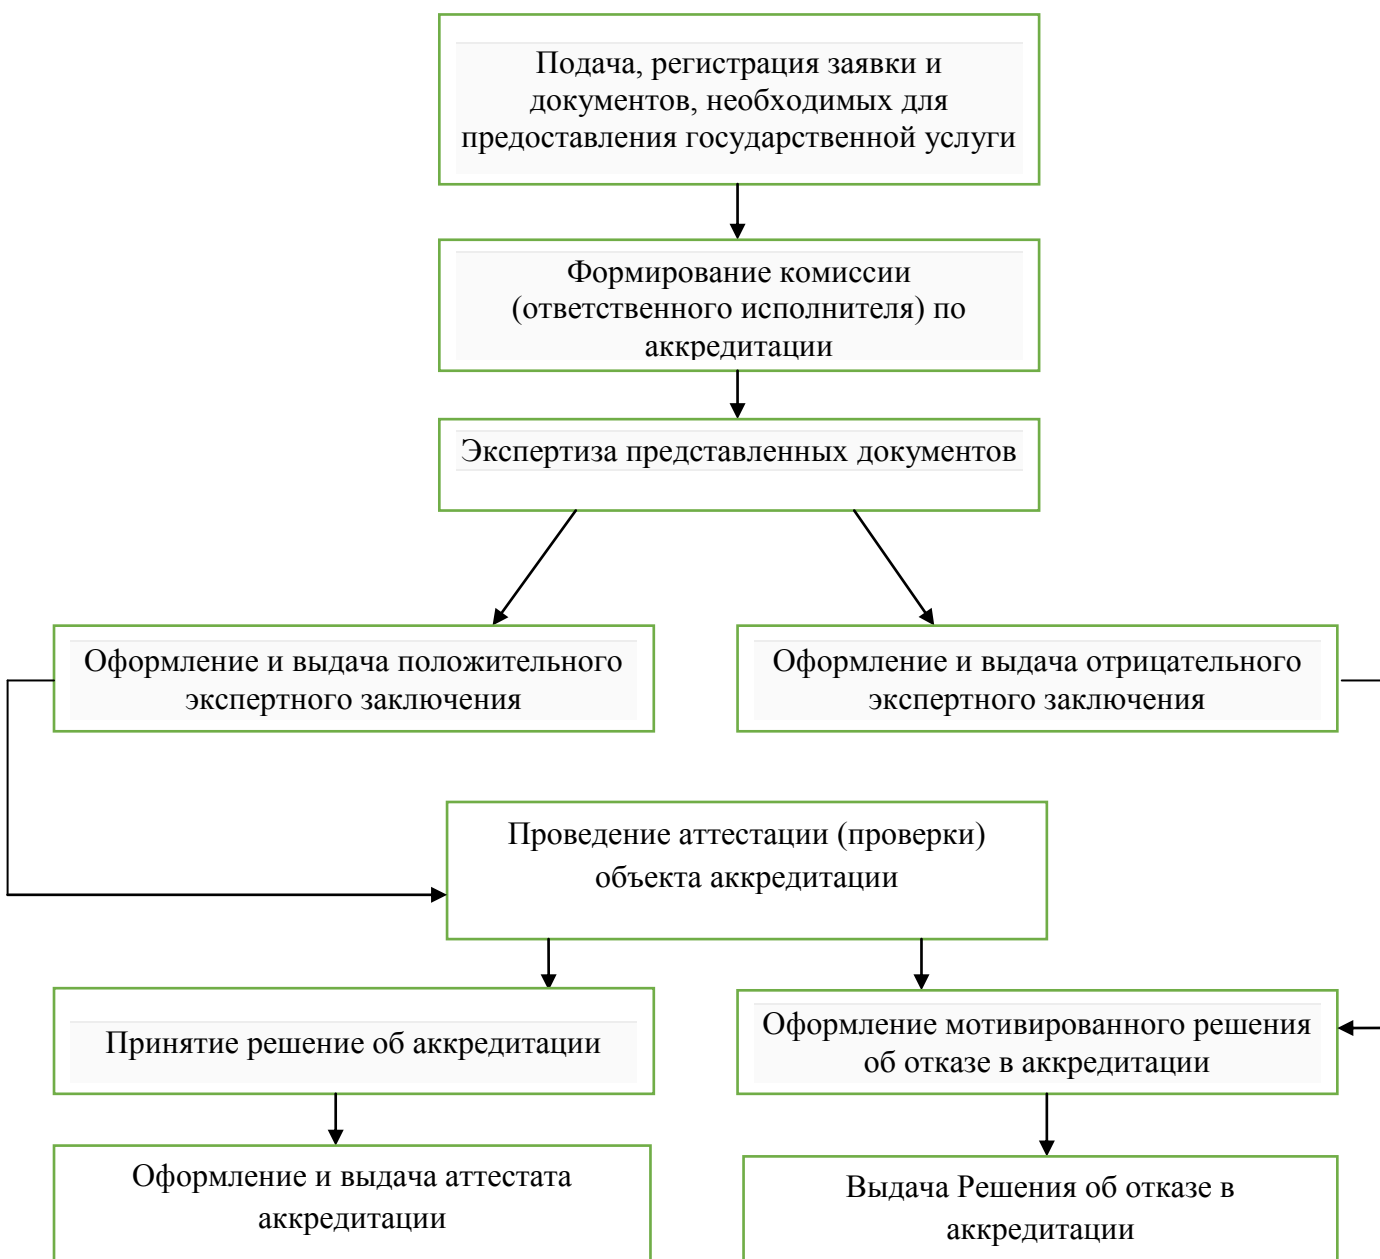 Подача, регистрация заявки и
документов, необходимых для
предоставления государственной услуги
Формирование комиссии
(ответственного исполнителя) по
аккредитации
Экспертиза представленных документов
Оформление и выдача положительного
экспертного заключения
Оформление и выдача отрицательного
экспертного заключения
Проведение аттестации (проверки)
объекта аккредитации
Принятие решение об аккредитации
Оформление мотивированного решения
об отказе в аккредитации
Оформление и выдача аттестата
аккредитации
Выдача Решения об отказе в
аккредитации